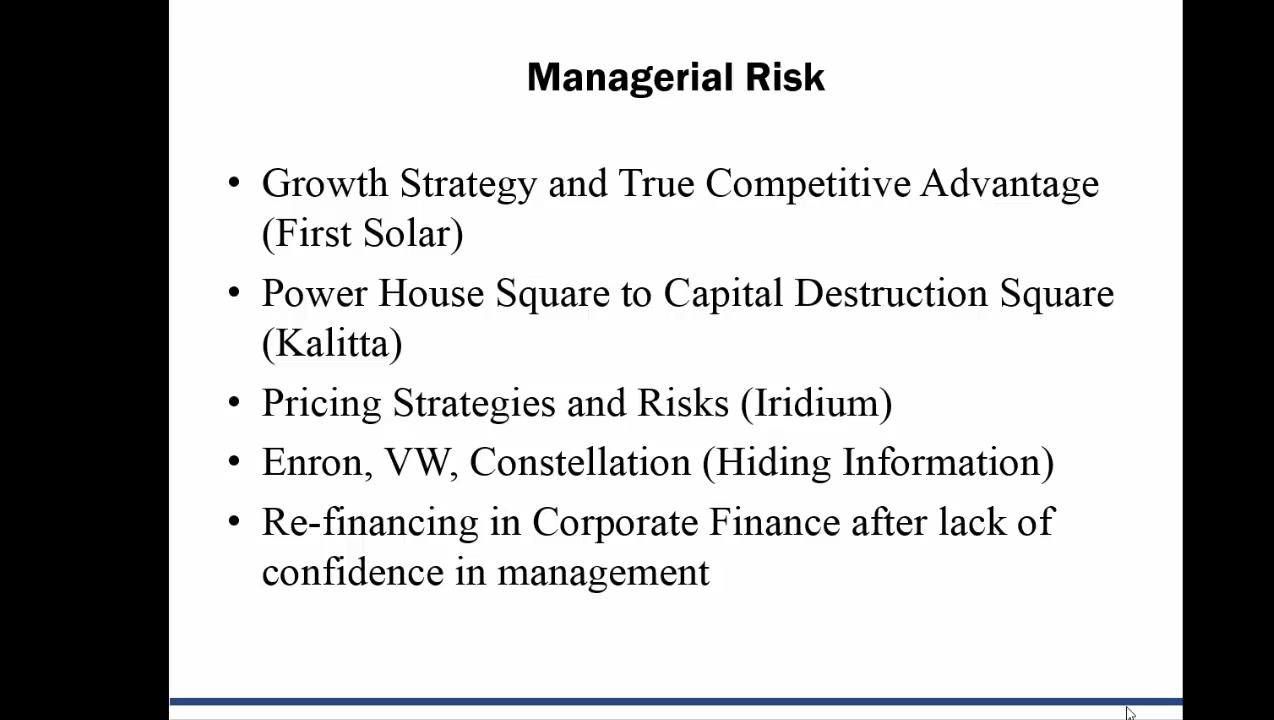 Managerial Risk
• Growth Strategy and True Competitive Advantage
(First Solar)
• Power House Square to Capital Destruction Square
(Kalitta)
• Pricing Strategies and Risks (Iridium)
• Enron, VW, Constellation (Hiding Information)
• Re-financing in Corporate Finance after lack of
confidence in management